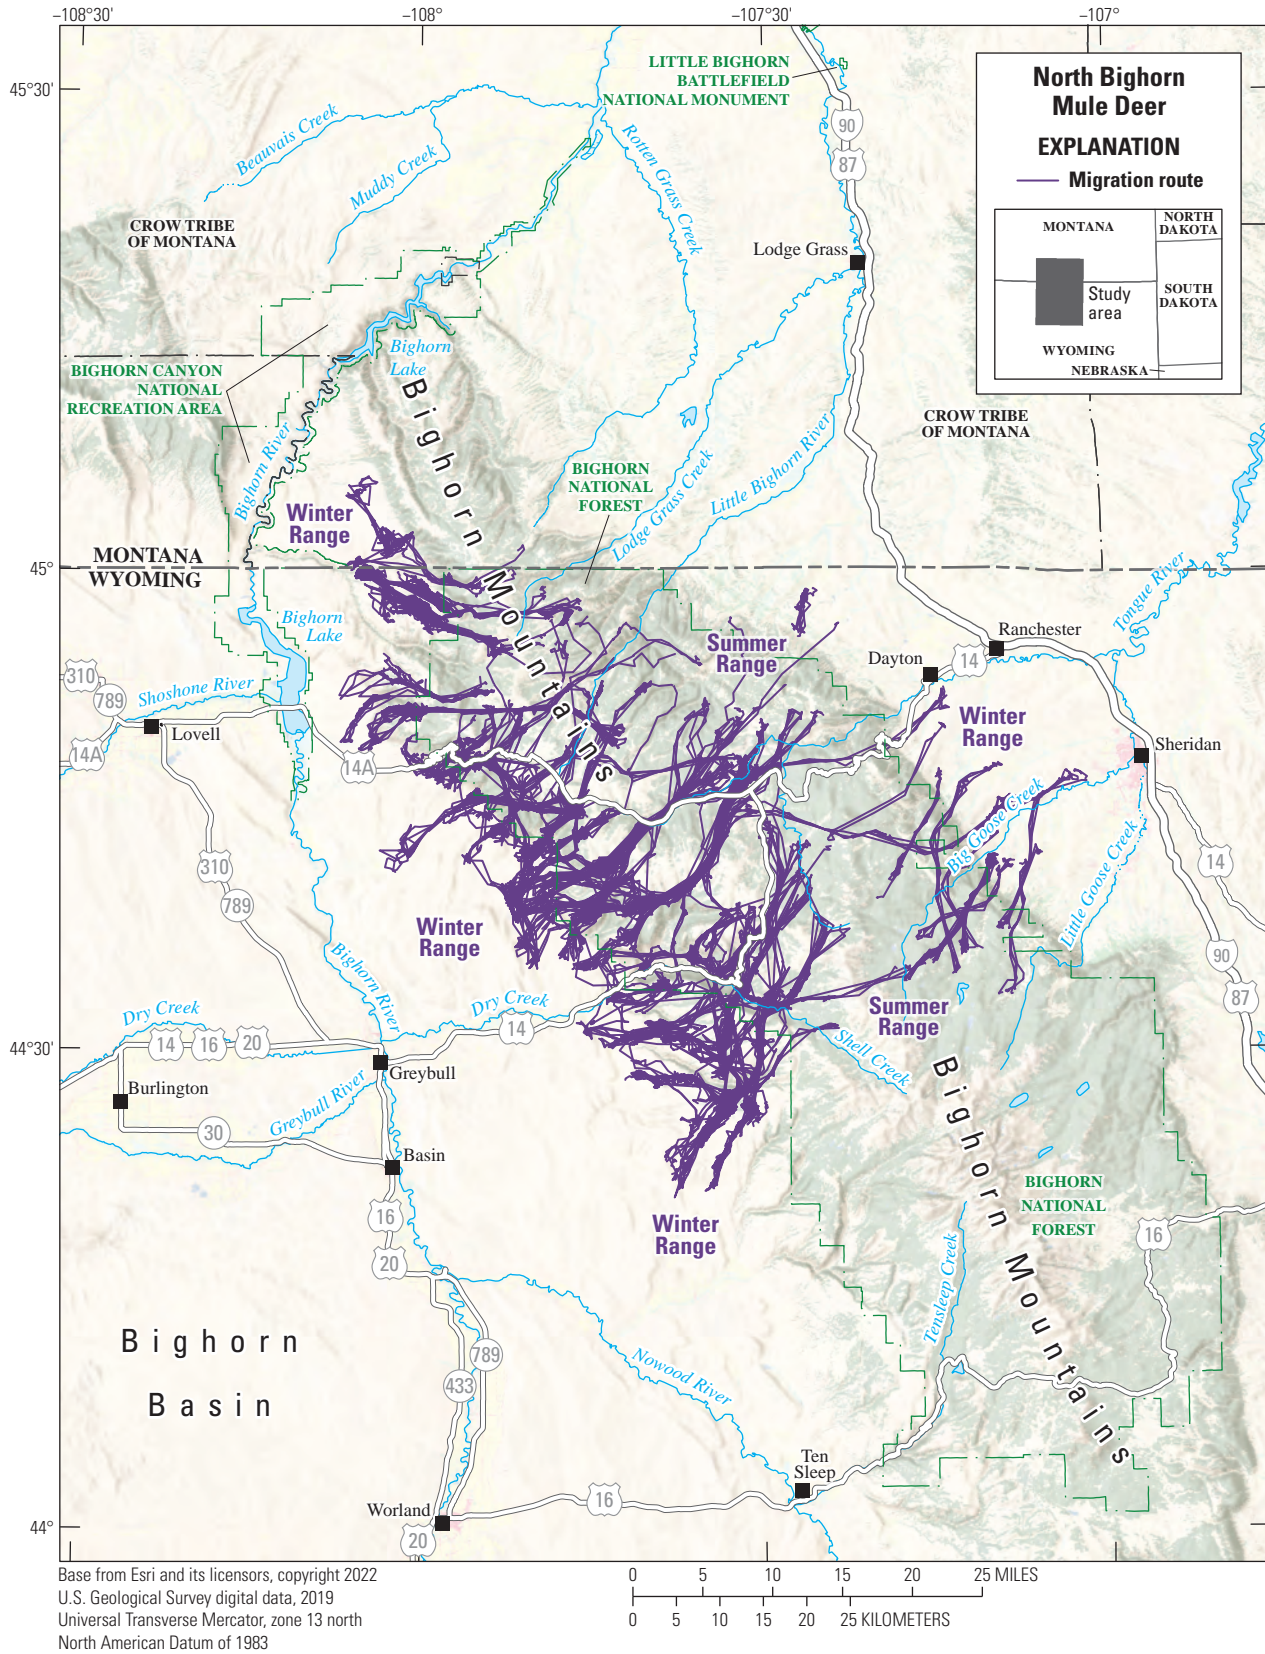 −108°30'
−108°
−107°30'
−107°
45°30'
45°
44°30'
44°
North Bighorn
Mule Deer
EXPLANATION
Migration route
MONTANA
NORTH
DAKOTA
SOUTH
DAKOTA
Study
area
WYOMING
NEBRASKA
LITTLE BIGHORN
BATTLEFIELD
NATIONAL MONUMENT
90
87
Beauvais Creek
Muddy Creek
Rotten Grass Creek
CROW TRIBE
OF MONTANA
Lodge Grass
Bighorn
Lake
BIGHORN CANYON
NATIONAL
RECREATION AREA
Bighorn River
Bighorn Mountains
CROW TRIBE
OF MONTANA
BIGHORN
NATIONAL
FOREST
Lodge Grass Creek
Little Bighorn River
Winter
Range
MONTANA
WYOMING
Tongue River
Bighorn
Lake
Summer
Range
Ranchester
Dayton
14
310
789
Shoshone River
Lovell
14A
14A
Winter
Range
Sheridan
Big Goose Creek
Little Goose Creek
14
310
789
Winter
Range
Bighorn River
90
87
Dry Creek
14
16
20
Dry Creek
14
Summer
Range
Shell Creek
Greybull
Burlington
Greybull River
30
Basin
Bighorn Mountains
16
20
Winter
Range
BIGHORN
NATIONAL
FOREST
16
Tensleep Creek
Bighorn
Basin
789
433
Nowood River
Ten
Sleep
16
Worland
20
Base from Esri and its licensors, copyright 2022
U.S. Geological Survey digital data, 2019
Universal Transverse Mercator, zone 13 north
North American Datum of 1983
0 5 10 15 20 25 MILES
0 5 10 15 20 25 KILOMETERS